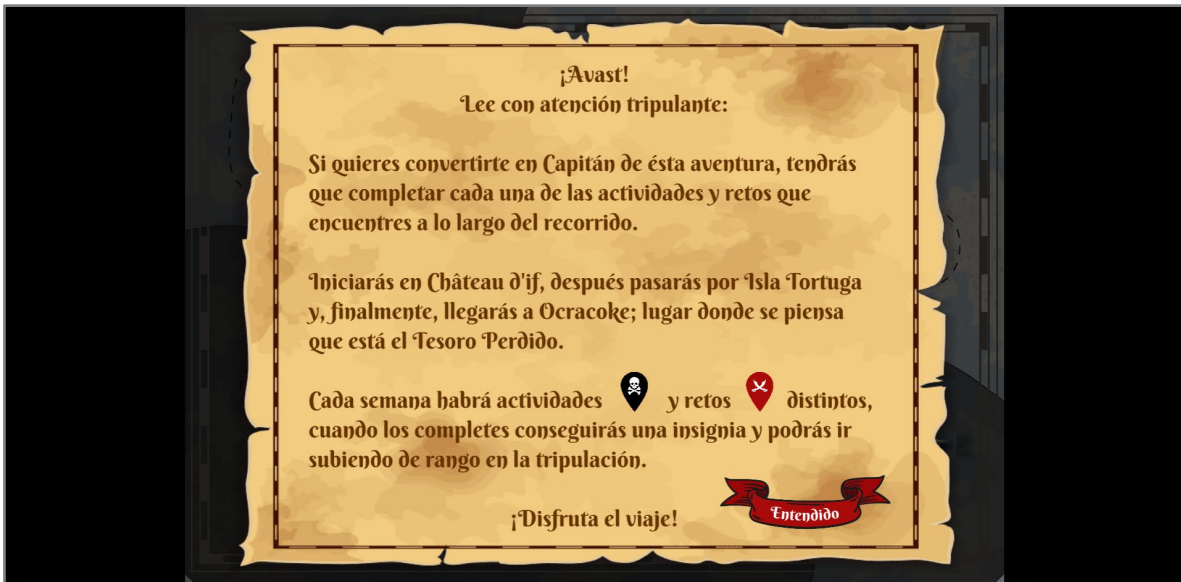 ¡Avast!
Lee con atención tripulante:
Si quieres convertirte en Capitán de ésta aventura, tendrás
que completar cada una de las actividades y retos que
encuentres a lo largo del recorrido.
Iniciarás en Château d'if, después pasarás por Isla Tortuga
y, finalmente, llegarás a Ocracoke; lugar donde se piensa
que está el Tesoro Perdido.
Cada semana habrá actividades y retos distintos,
cuando los completes conseguirás una insignia y podrás ir
subiendo de rango en la tripulación.
¡Disfruta el viaje!
Entendido